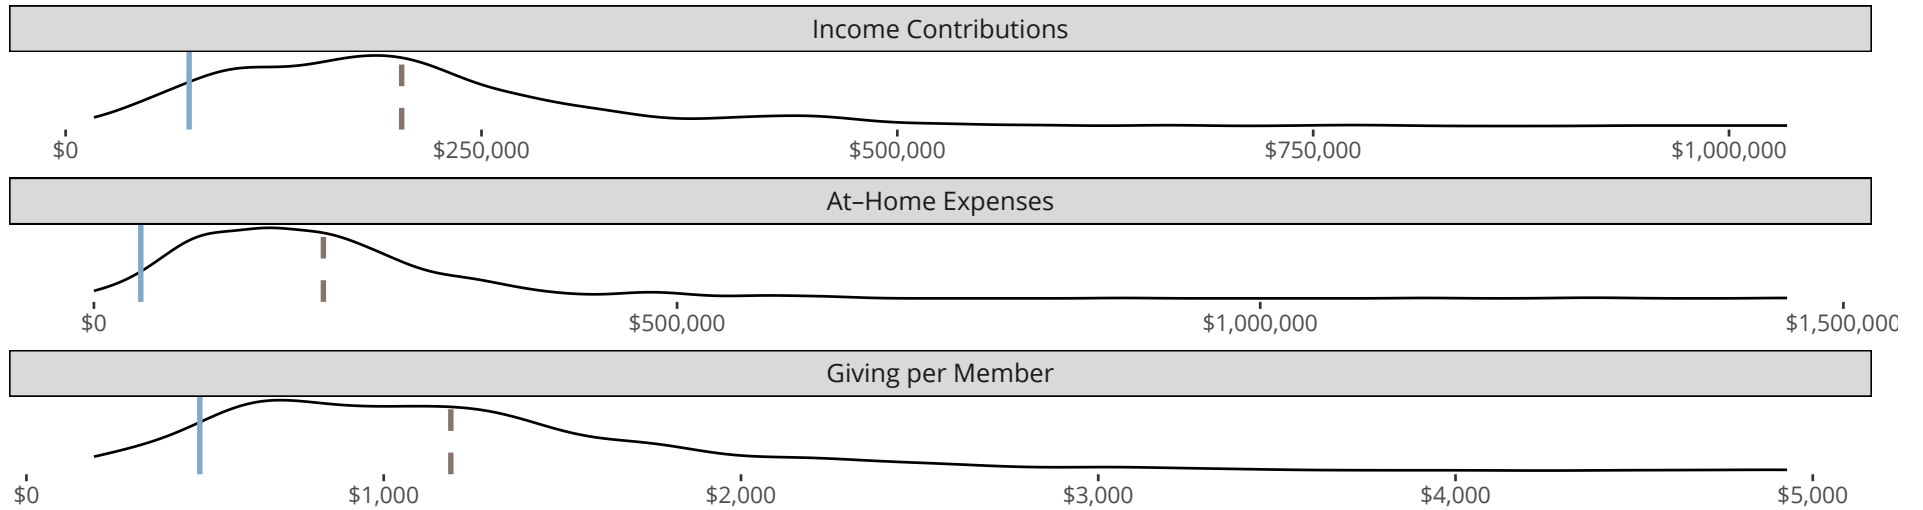 Income Contributions
$0 $250,000 $500,000 $750,000 $1,000,000
At–Home Expenses
$0 $500,000 $1,000,000 $1,500,000
Giving per Member
$0 $1,000 $2,000 $3,000 $4,000 $5,000